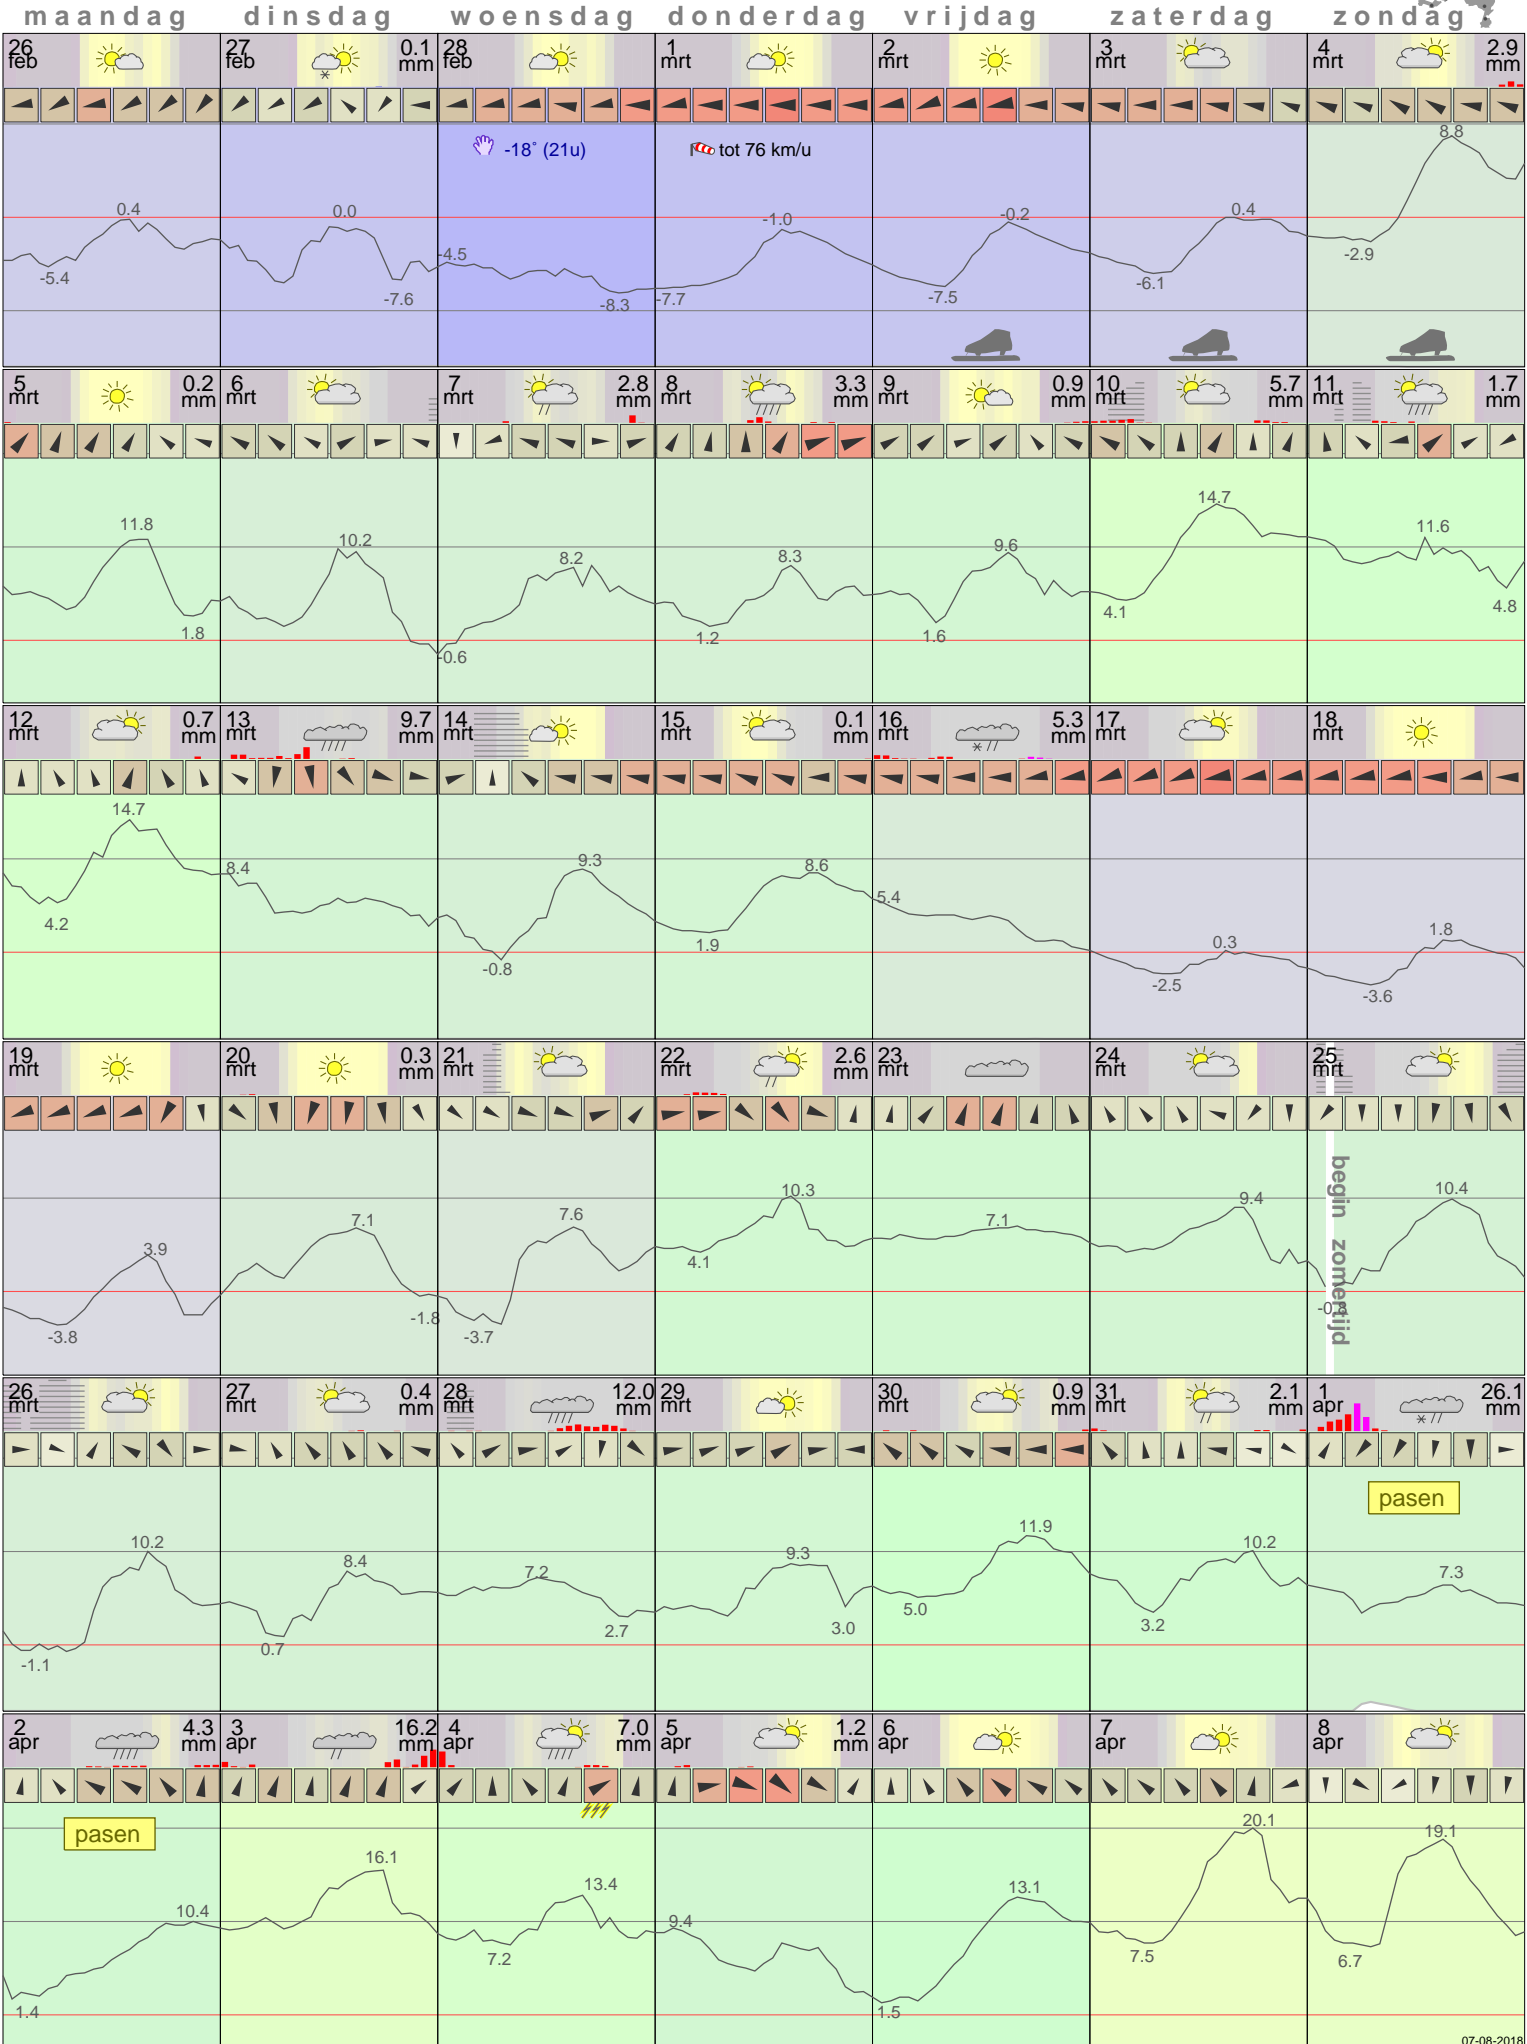 maandag dinsdag woensdag donderdag vrijdag zaterdag zondag
26 feb
27 feb 0.1 mm
28 feb
1 mrt
2 mrt
3 mrt
4 mrt 2.9 mm
-18° (21u)
tot 76 km/u
0.4 -5.4
0.0 -7.6
-4.5 -8.3
-7.7 -1.0
-7.5 -0.2
-6.1 0.4
-2.9 8.8
5 mrt 0.2 mm
6 mrt
7 mrt 2.8 mm
8 mrt 3.3 mm
9 mrt 0.9 mm
10 mrt 5.7 mm
11 mrt 1.7 mm
11.8 1.8
10.2
-0.6 8.2
1.2 8.3
1.6 9.6
4.1 14.7
11.6 4.8
12 mrt 0.7 mm
13 mrt 9.7 mm
14 mrt
15 mrt 0.1 mm
16 mrt 5.3 mm
17 mrt
18 mrt
4.2 14.7
8.4
-0.8 9.3
1.9 8.6
5.4
-2.5 0.3
-3.6 1.8
19 mrt
20 mrt 0.3 mm
21 mrt
22 mrt 2.6 mm
23 mrt
24 mrt
25 mrt
-3.8 3.9
7.1 -1.8
-3.7 7.6
4.1 10.3
7.1
9.4
-0.8 10.4
begin zomertijd
26 mrt
27 mrt 0.4 mm
28 mrt 12.0 mm
29 mrt
30 mrt 0.9 mm
31 mrt 2.1 mm
1 apr 26.1 mm
pasen
-1.1 10.2
0.7 8.4
7.2 2.7
9.3 3.0
5.0 11.9
3.2 10.2
7.3
2 apr 4.3 mm
3 apr 16.2 mm
4 apr 7.0 mm
5 apr 1.2 mm
6 apr
7 apr
8 apr
pasen
1.4 10.4
16.1
7.2 13.4
9.4
1.5 13.1
7.5 20.1
6.7 19.1
07-08-2018